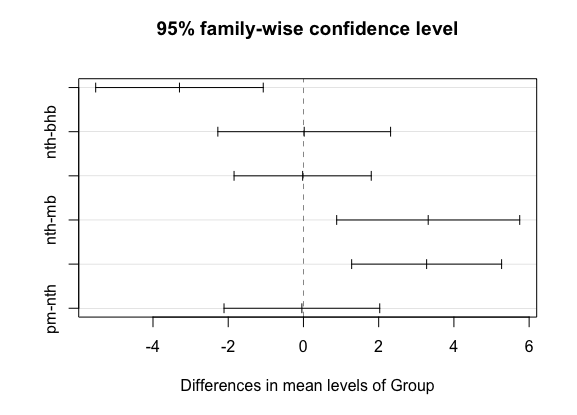 95% family-wise confidence level
nth-bhb
nth-mb
pm-nth
-4 -2 0 2 4 6
Differences in mean levels of Group